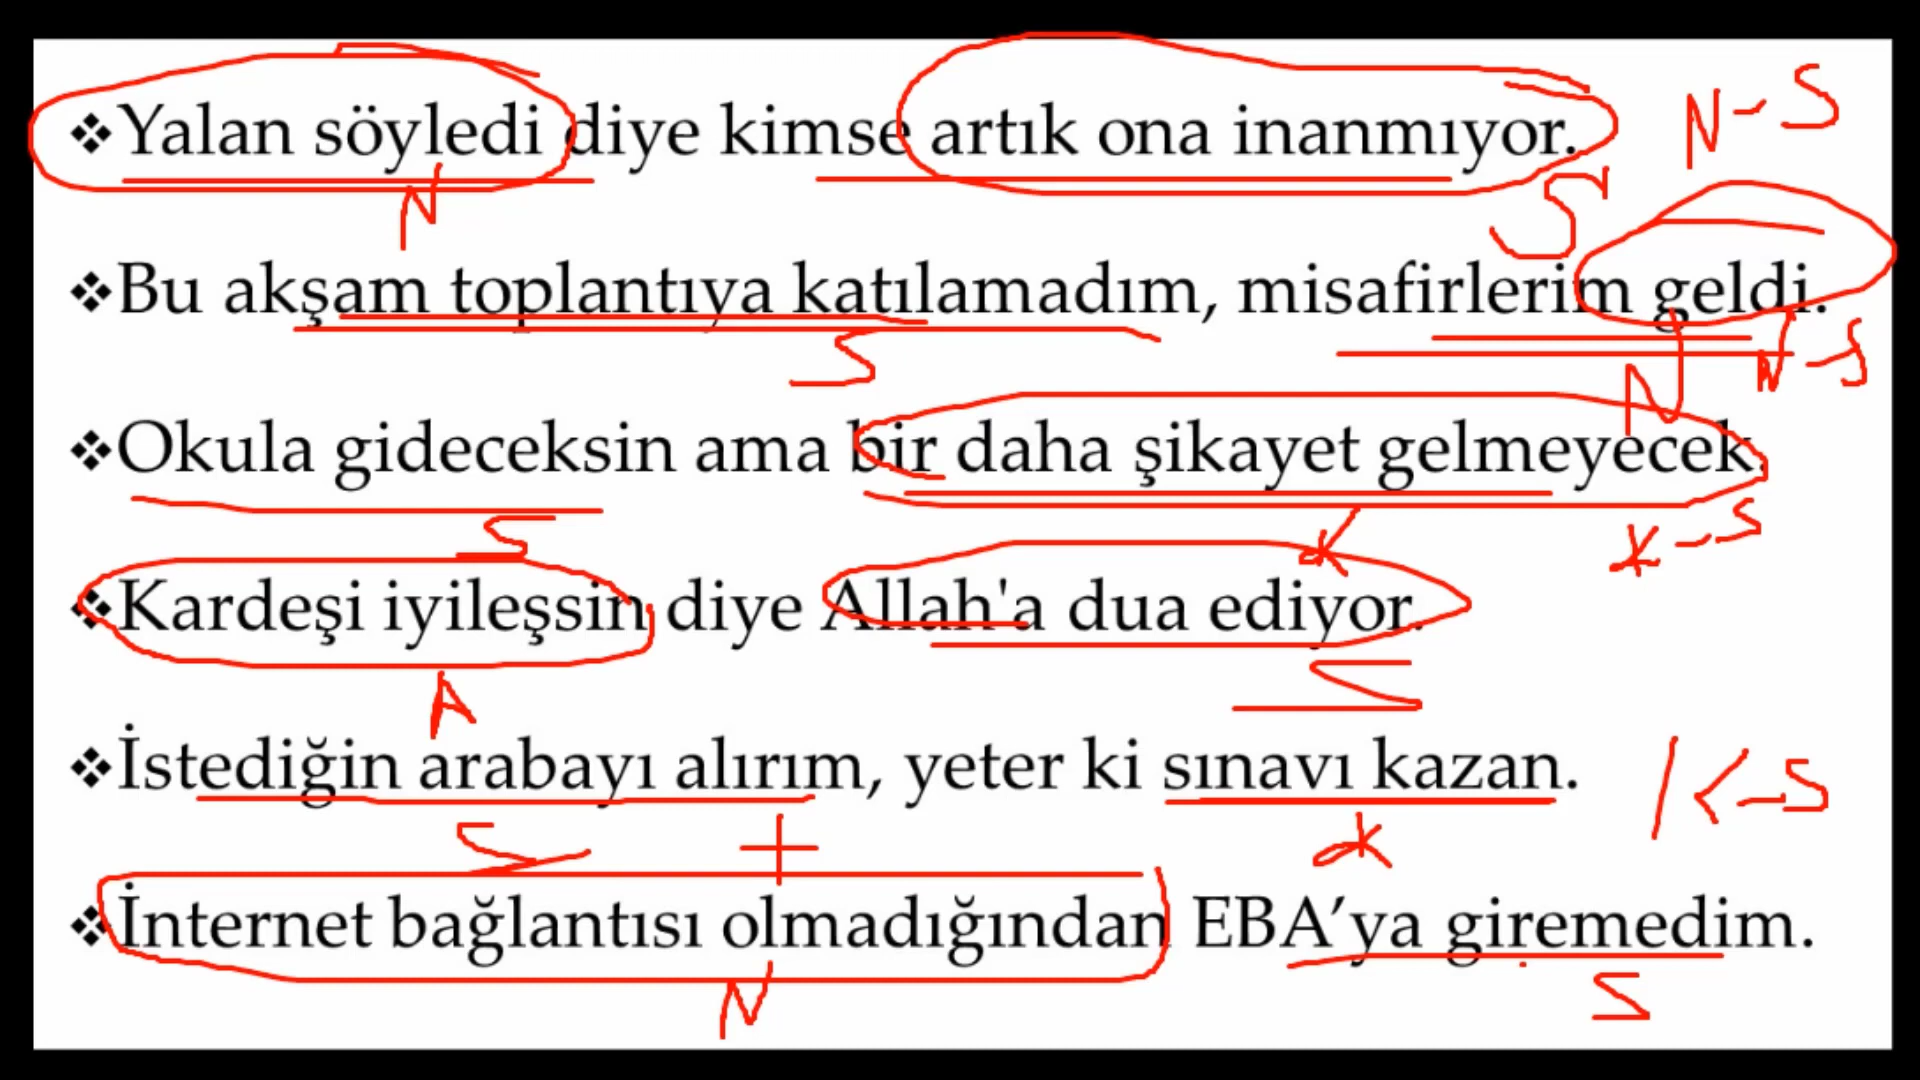 ❖Yalan söyledi diye kimse artık ona inanmıyor. N-S
N S
❖Bu akşam toplantıya katılamadım, misafirlerim geldi.
S N N-S
❖Okula gideceksin ama bir daha şikayet gelmeyecek.
S K K-S
❖Kardeşi iyileşsin diye Allah'a dua ediyor.
A S
❖İstediğin arabayı alırım, yeter ki sınavı kazan. K-S
S + K
❖İnternet bağlantısı olmadığından EBA’ya giremedim.
N S